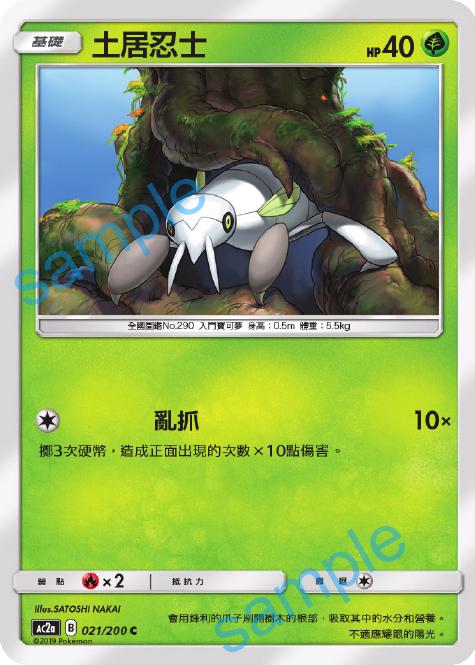 基礎 土居忍士 HP 40
全國圖鑑No.290 入門寶可夢 身高：0.5m 體重：5.5kg
亂抓 10×
擲3次硬幣，造成正面出現的次數×10點傷害。
弱點 ×2 抵抗力
illus.SATOSHI NAKAI
AC2a B 021/200 C
©2019 Pokémon
會用鋒利的爪子剮開樹木的根部，吸取其中的水分和營養。
不適應耀眼的陽光。
sample
sample